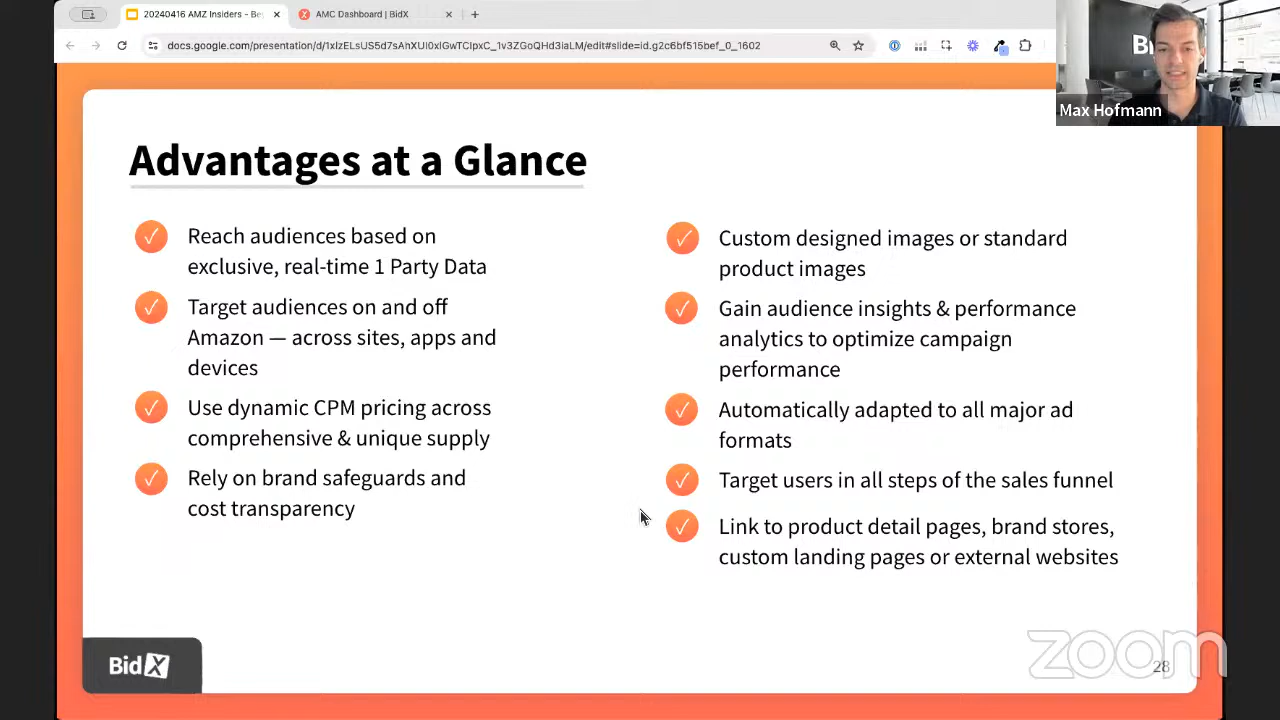 20240416 AMZ Insiders - Be
AMC Dashboard | BidX
docs.google.com/presentation/d/1xIzELsUS5d7sAhXUI0xIGwTCIpxC_1v3ZGoQHd3iaLM/edit#slide=id.g2c6bf515bef_0_1602
Max Hofmann
Advantages at a Glance
Reach audiences based on
exclusive, real-time 1 Party Data
Target audiences on and off
Amazon — across sites, apps and
devices
Use dynamic CPM pricing across
comprehensive & unique supply
Rely on brand safeguards and
cost transparency
Custom designed images or standard
product images
Gain audience insights & performance
analytics to optimize campaign
performance
Automatically adapted to all major ad
formats
Target users in all steps of the sales funnel
Link to product detail pages, brand stores,
custom landing pages or external websites
BidX
zoom
28